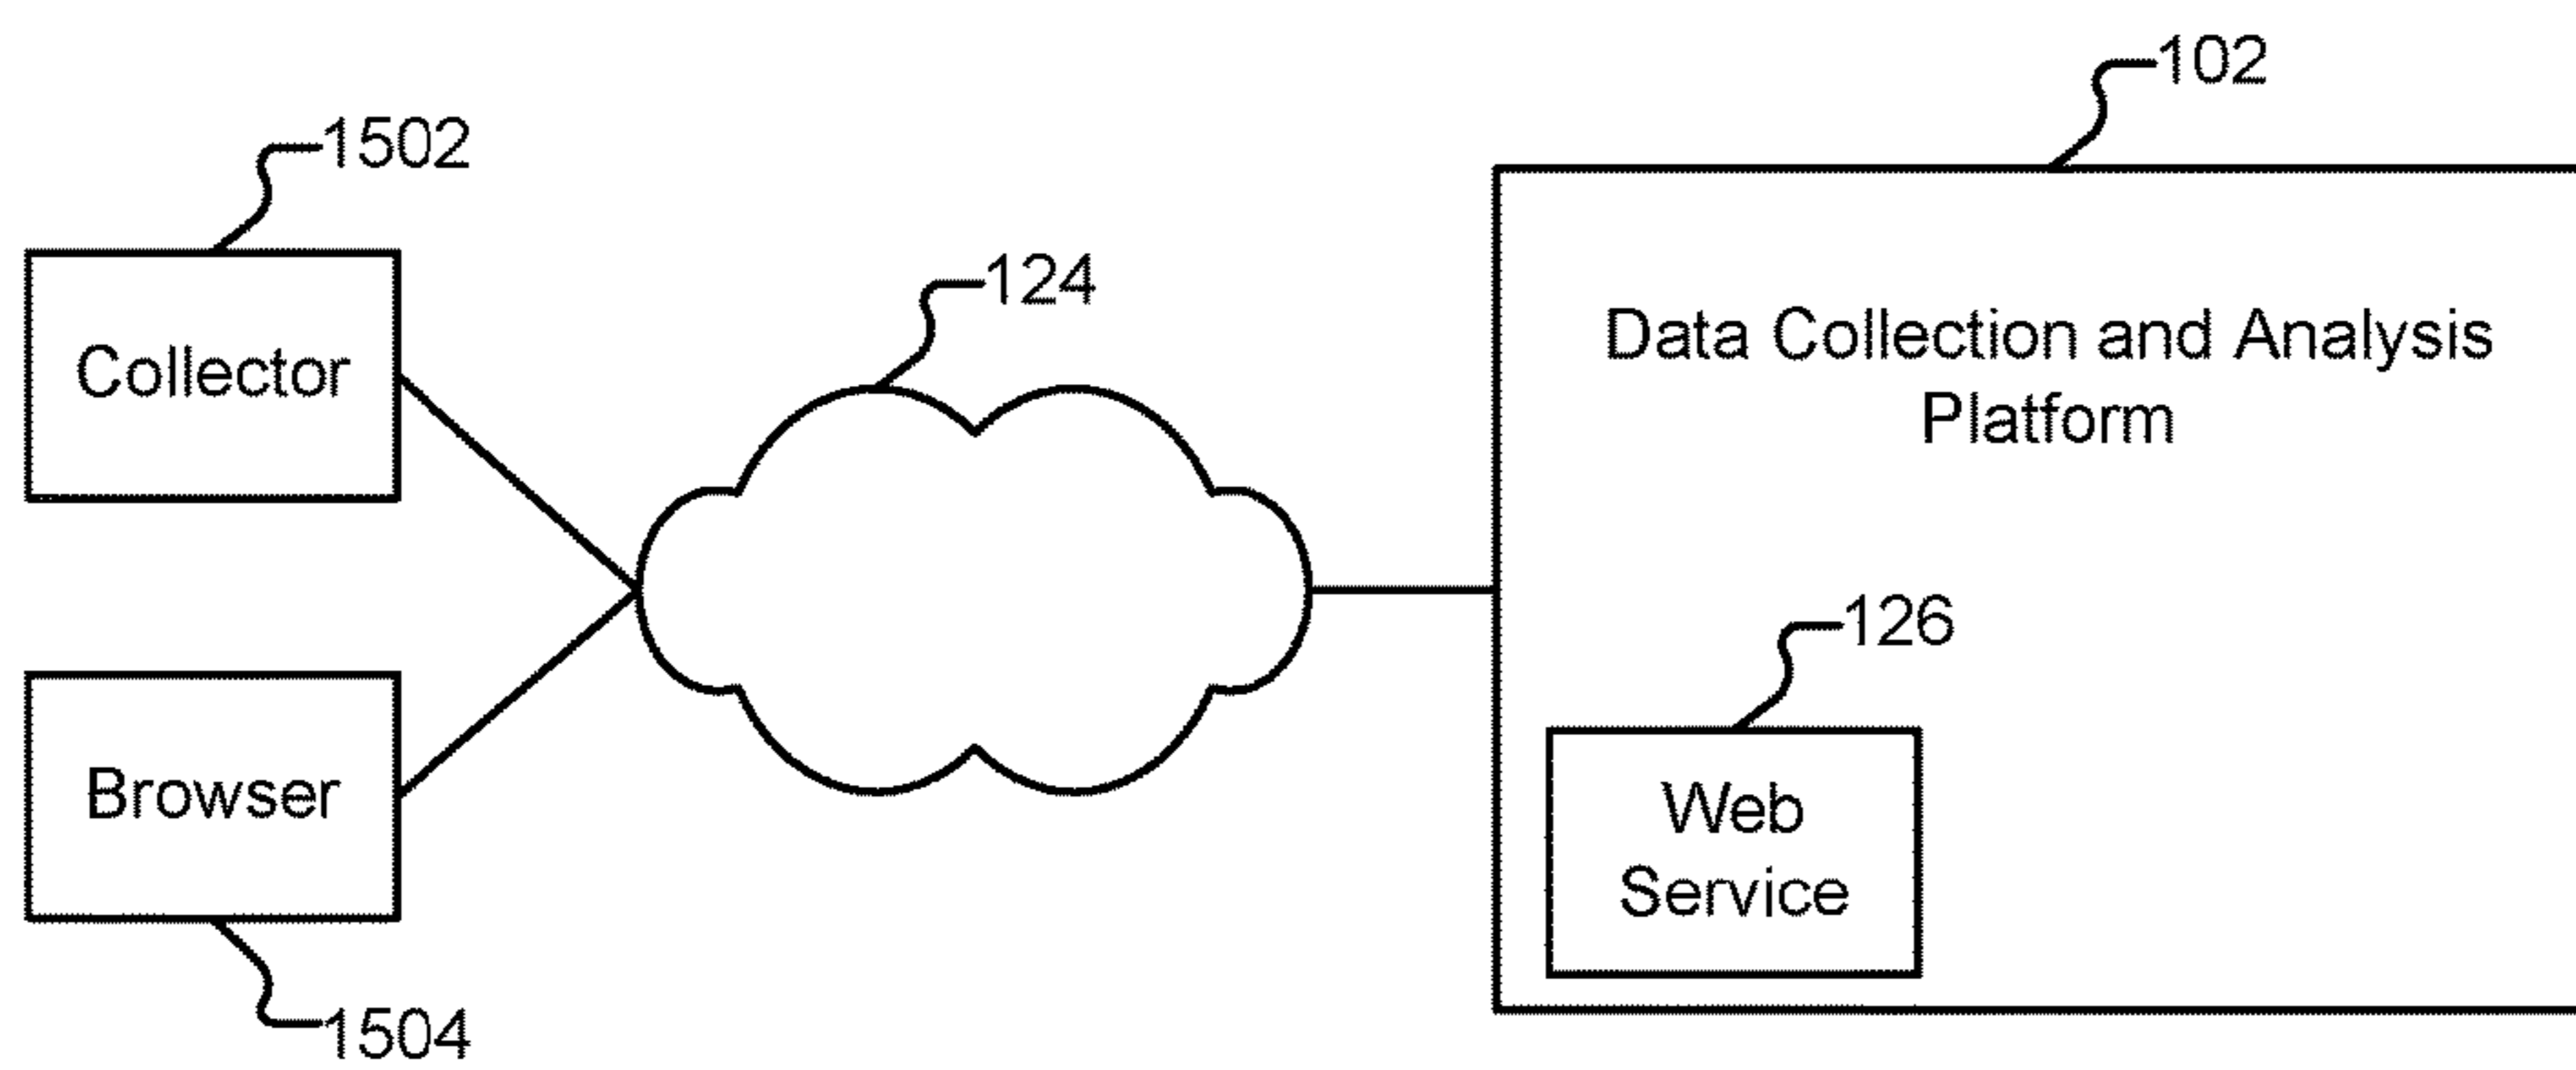 102
1502
124
Collector
Data Collection and Analysis
Platform
126
Browser
Web
Service
1504